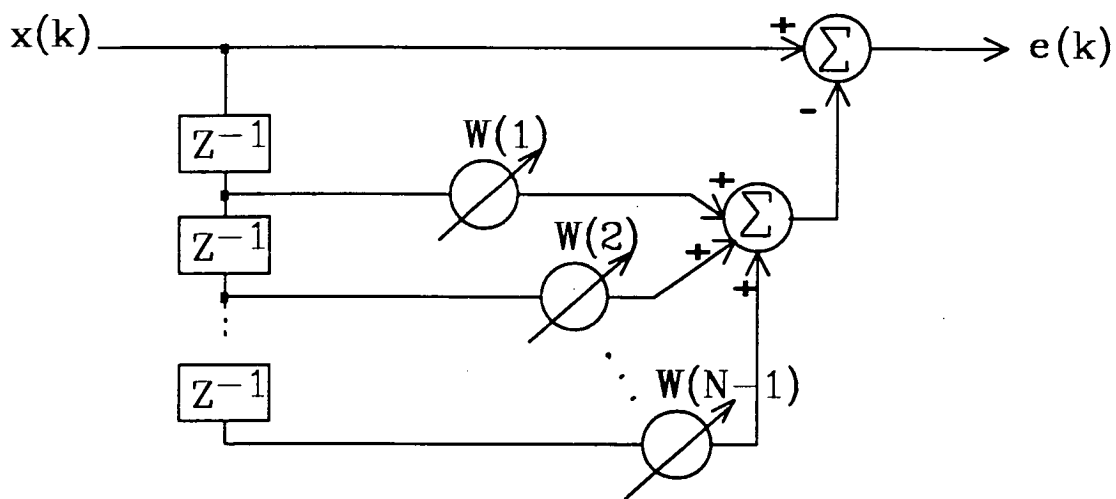 x(k)
+
Σ
e(k)
-
Z⁻¹
W(1)
+
Σ
Z⁻¹
W(2)
+
+
Z⁻¹
W(N-1)